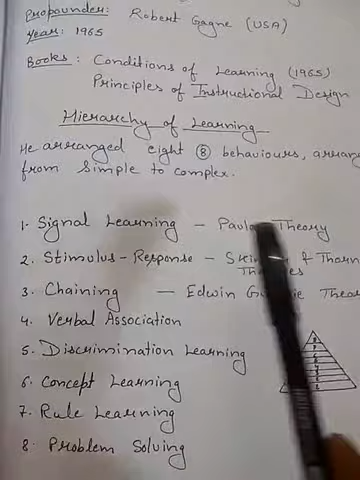 Propounder: Robert Gagne (USA)
Year: 1965
Books: Conditions of Learning (1965)
Principles of Instructional Design
Hierarchy of Learning
He arranged eight ⑧ behaviours, arrang
from simple to complex.
1. Signal Learning - Pavlov Theory
2. Stimulus - Response - & Thorn
3. Chaining - Edwin Theor
4. Verbal Association
5. Discrimination Learning
6. Concept Learning
7. Rule Learning
8. Problem Solving